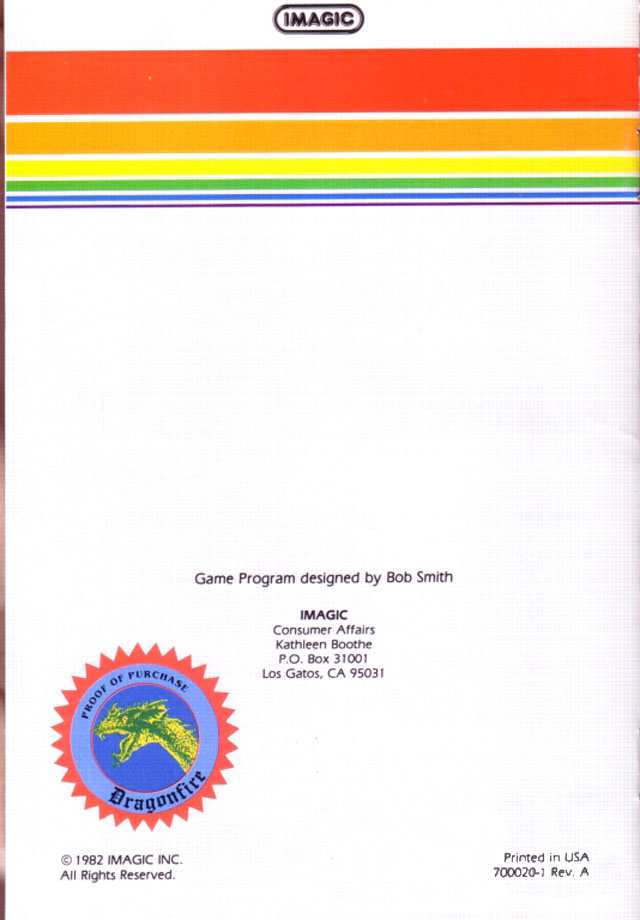 IMAGIC
Game Program designed by Bob Smith
IMAGIC
Consumer Affairs
Kathleen Boothe
P.O. Box 31001
Los Gatos, CA 95031
PROOF OF PURCHASE
Dragonfire
© 1982 IMAGIC INC.
All Rights Reserved.
Printed in USA
700020-1 Rev. A